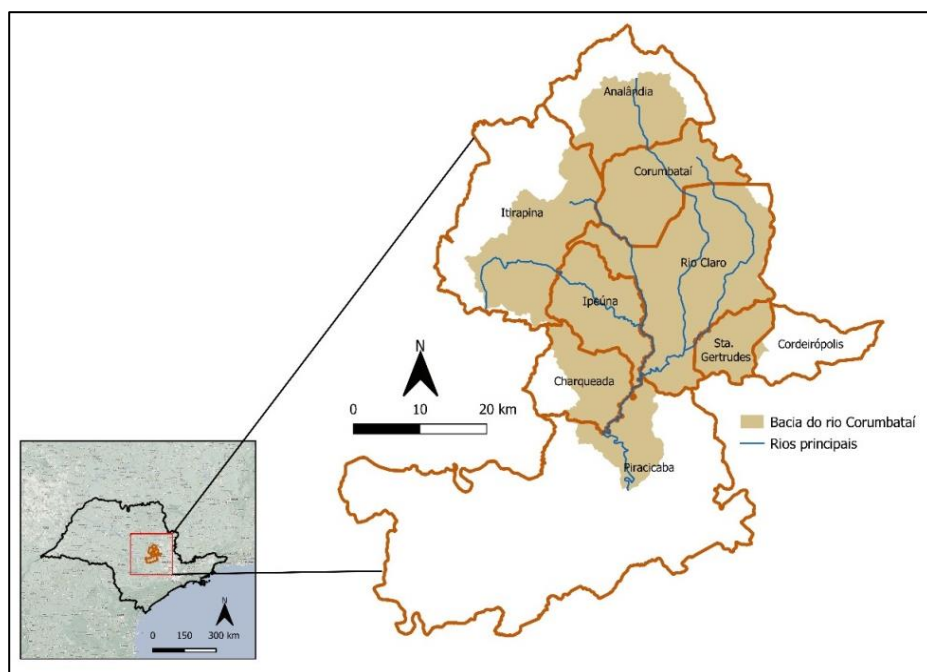 Analândia
Corumbataí
Itirapina
Rio Claro
Ipeúna
Sta.
Gertrudes
Cordeirópolis
Charqueada
N
0 10 20 km
Bacia do rio Corumbataí
Rios principais
Piracicaba
N
0 150 300 km